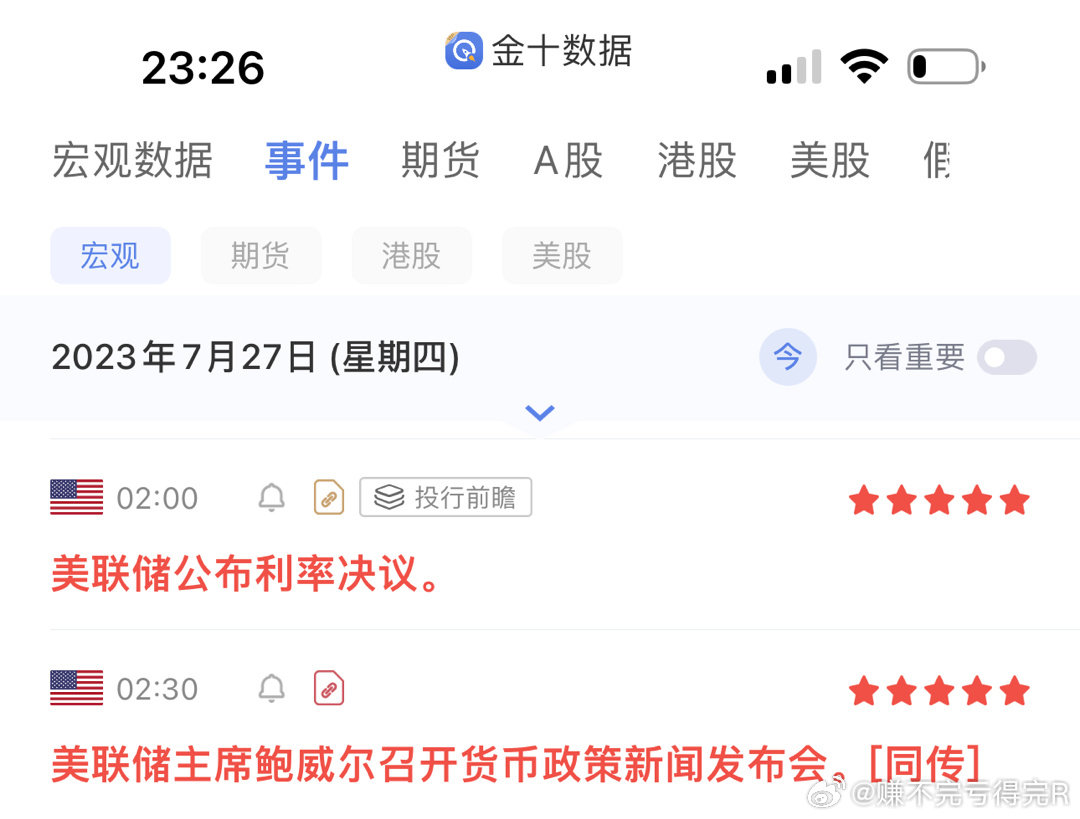 23:26 金十数据
宏观数据 事件 期货 A股 港股 美股
宏观 期货 港股 美股
2023年7月27日 (星期四) 今 只看重要
02:00 投行前瞻
美联储公布利率决议。
02:30
美联储主席鲍威尔召开货币政策新闻发布会。[同传]
@赚不完亏得完R